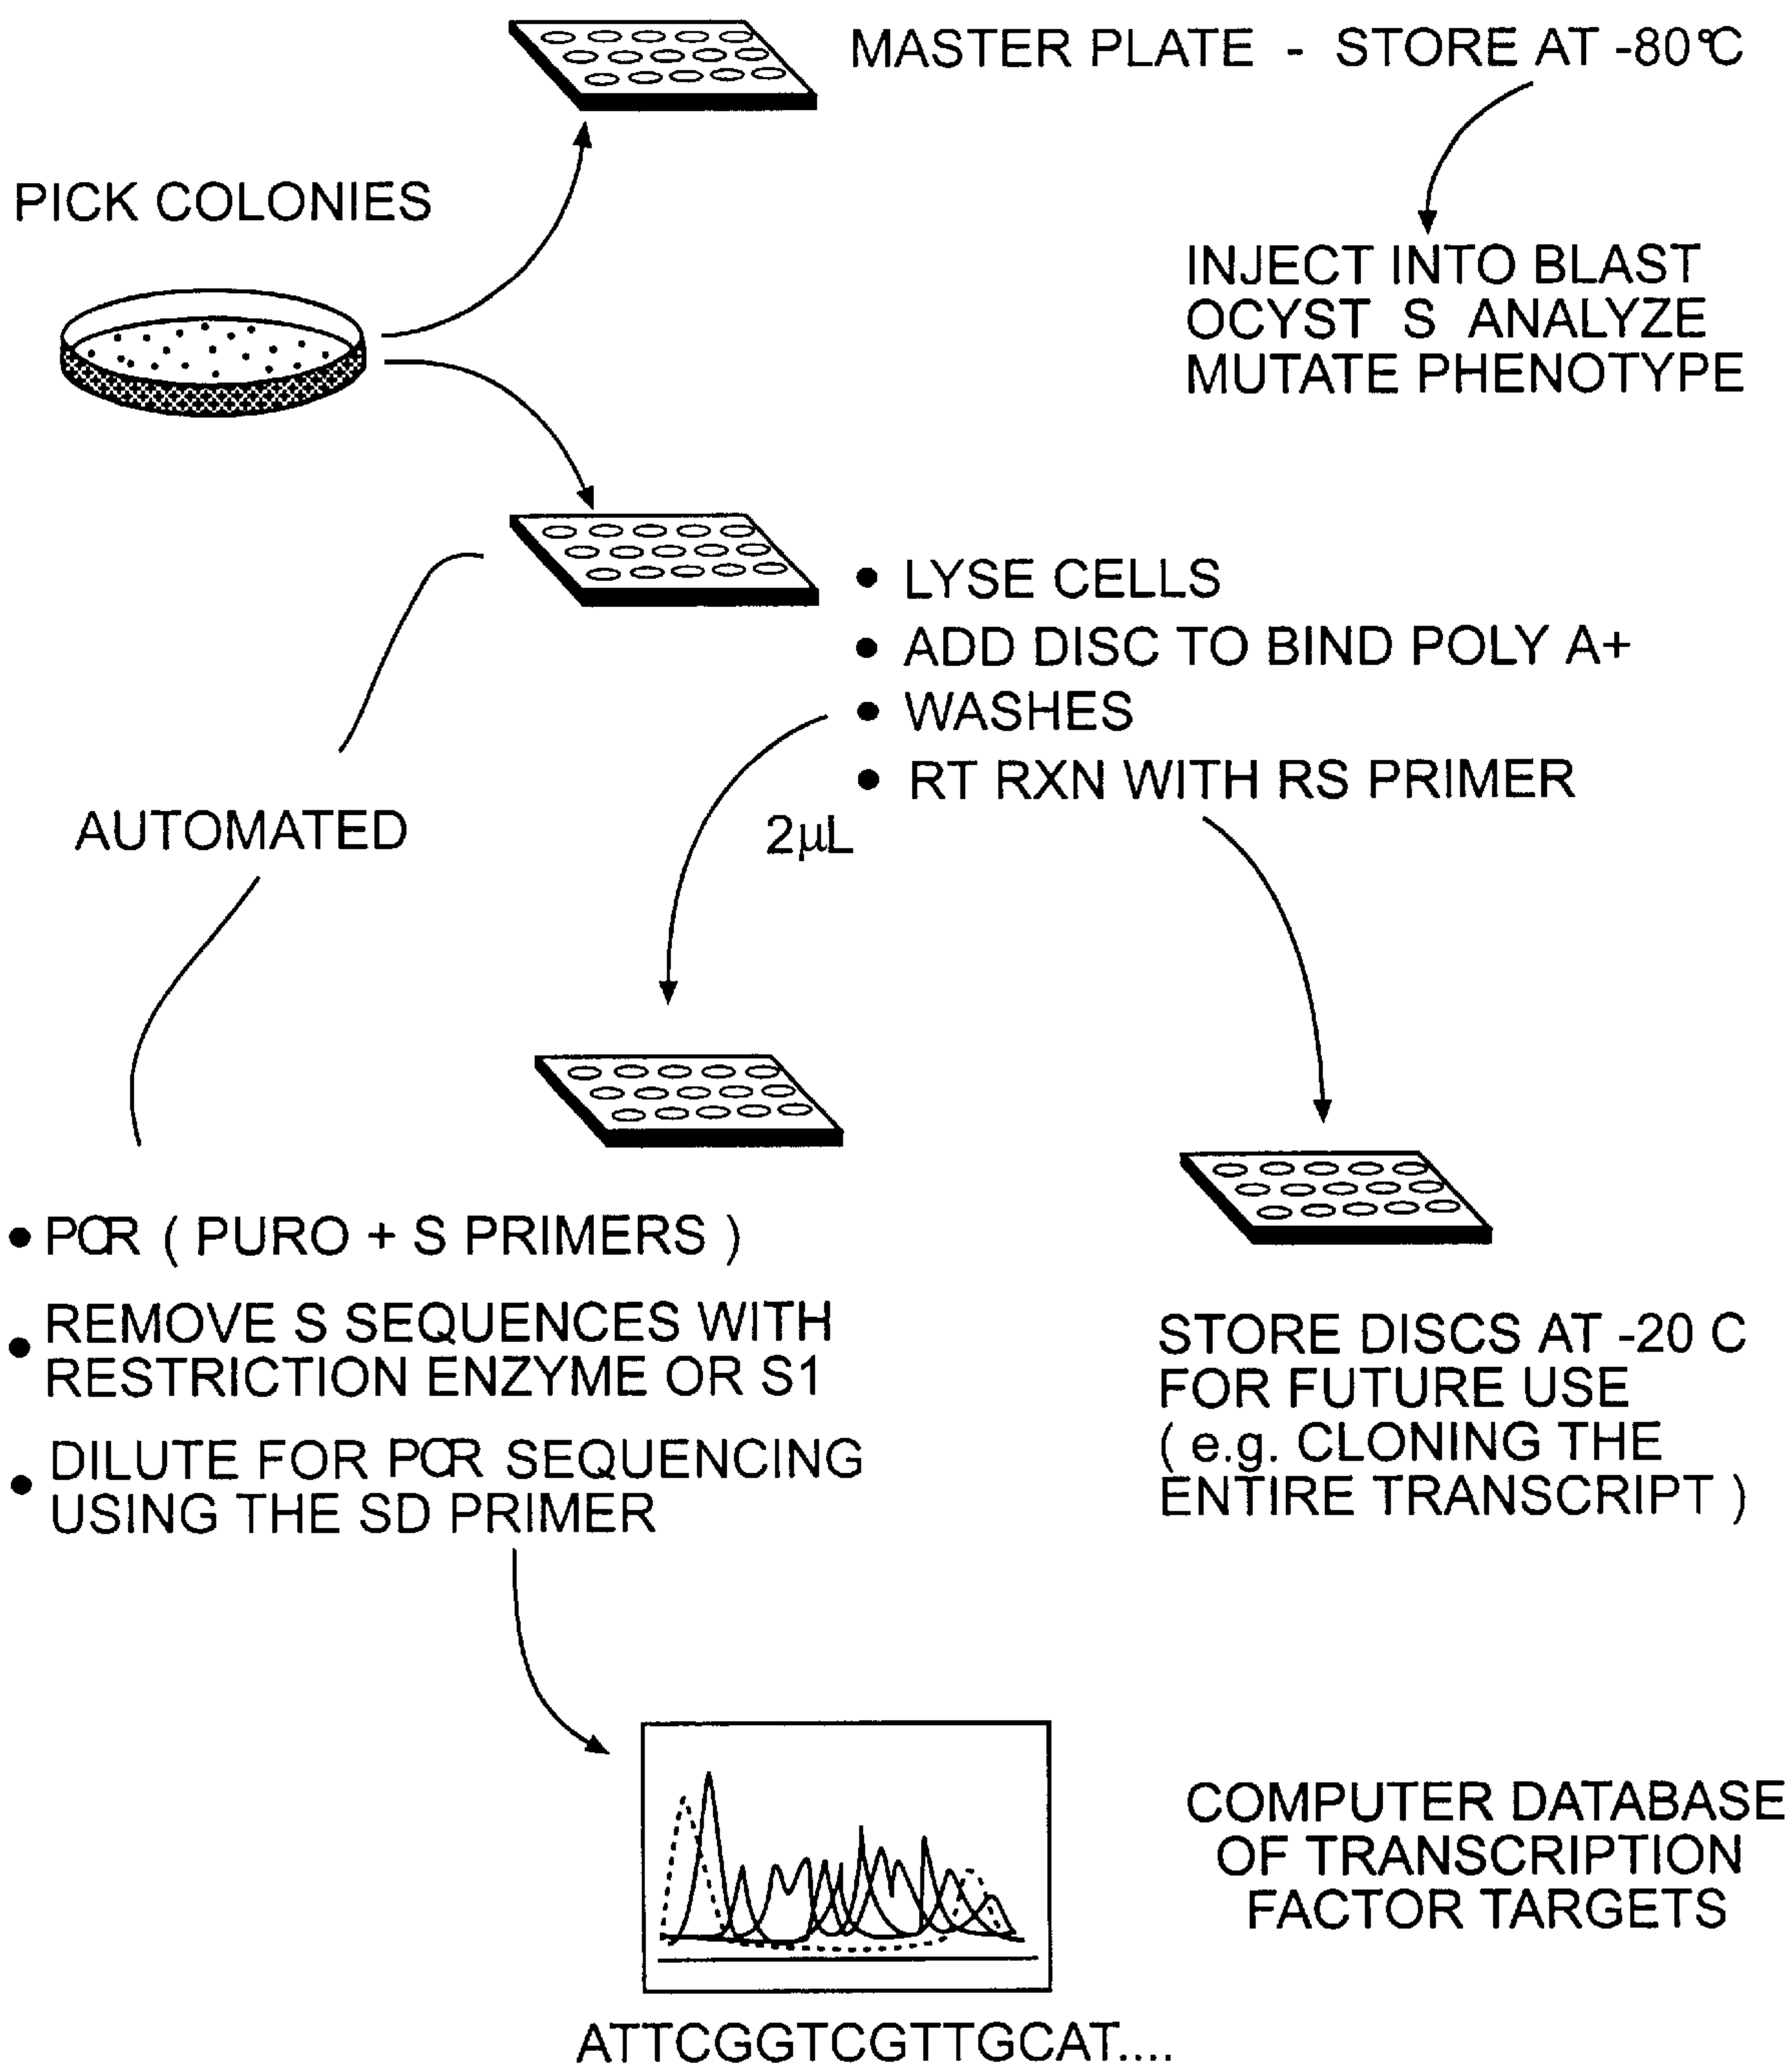 MASTER PLATE - STORE AT -80°C
PICK COLONIES
INJECT INTO BLAST
OCYST S ANALYZE
MUTATE PHENOTYPE
• LYSE CELLS
• ADD DISC TO BIND POLY A+
• WASHES
• RT RXN WITH RS PRIMER
2µL
AUTOMATED
• PCR ( PURO + S PRIMERS )
• REMOVE S SEQUENCES WITH
RESTRICTION ENZYME OR S1
• DILUTE FOR PCR SEQUENCING
USING THE SD PRIMER
STORE DISCS AT -20 C
FOR FUTURE USE
( e.g. CLONING THE
ENTIRE TRANSCRIPT )
COMPUTER DATABASE
OF TRANSCRIPTION
FACTOR TARGETS
ATTCGGTCGTTGCAT....